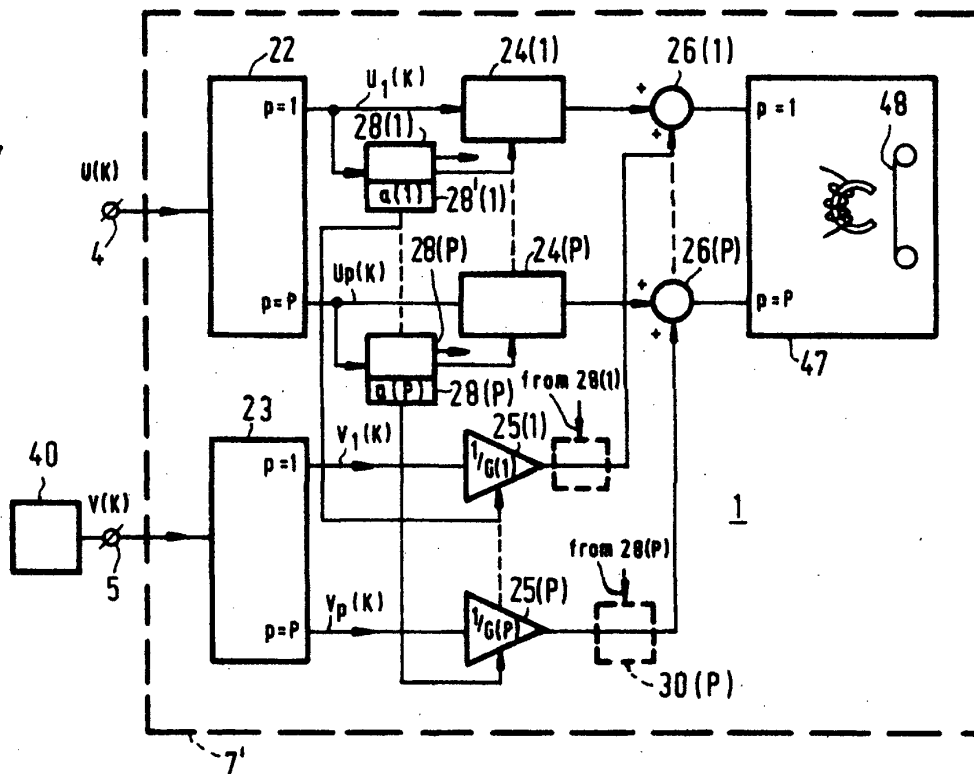 22
24(1)
26(1)
p=1
U₁(K)
p=1
48
28(1)
U(K)
a(1)
28'(1)
4
28(P)
24(P)
26(P)
Up(K)
p=P
p=P
a(P)
28(P)
47
from 28(1)
23
25(1)
40
V₁(K)
p=1
1/G(1)
V(K)
1
5
from 28(P)
Vp(K)
25(P)
p=P
1/G(P
30(P)
7'
+
+
+
+